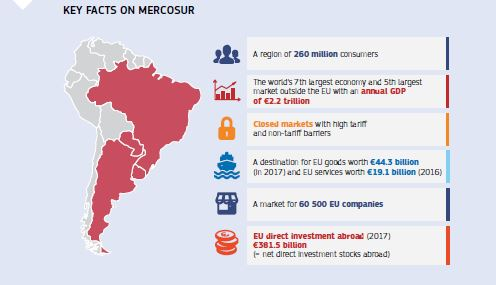 KEY FACTS ON MERCOSUR
A region of 260 million consumers
The world's 7th largest economy and 5th largest
market outside the EU with an annual GDP
of €2.2 trillion
Closed markets with high tariff
and non-tariff barriers
A destination for EU goods worth €44.3 billion
(in 2017) and EU services worth €19.1 billion (2016)
A market for 60 500 EU companies
EU direct investment abroad (2017)
€381.5 billion
(= net direct investment stocks abroad)